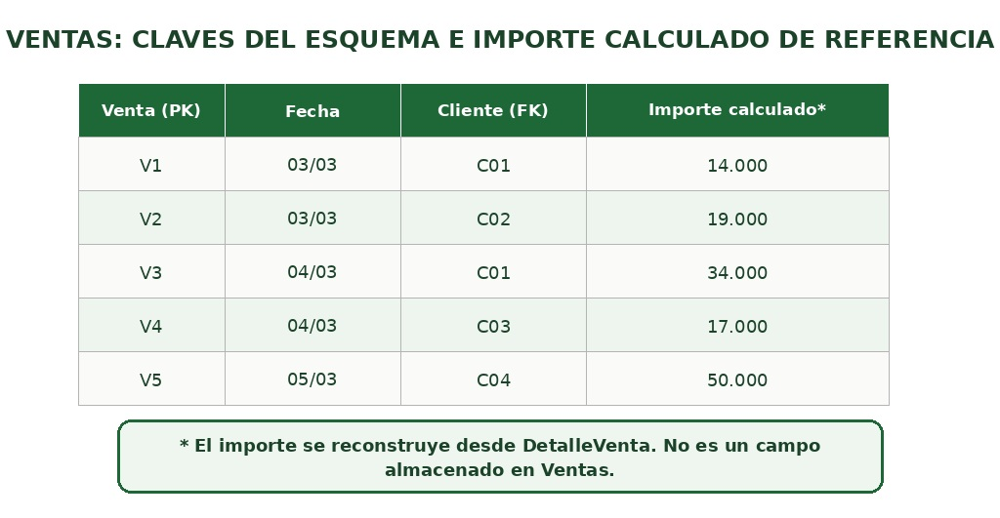 VENTAS: CLAVES DEL ESQUEMA E IMPORTE CALCULADO DE REFERENCIA
Venta (PK) Fecha Cliente (FK) Importe calculado*
V1 03/03 C01 14.000
V2 03/03 C02 19.000
V3 04/03 C01 34.000
V4 04/03 C03 17.000
V5 05/03 C04 50.000
* El importe se reconstruye desde DetalleVenta. No es un campo
almacenado en Ventas.